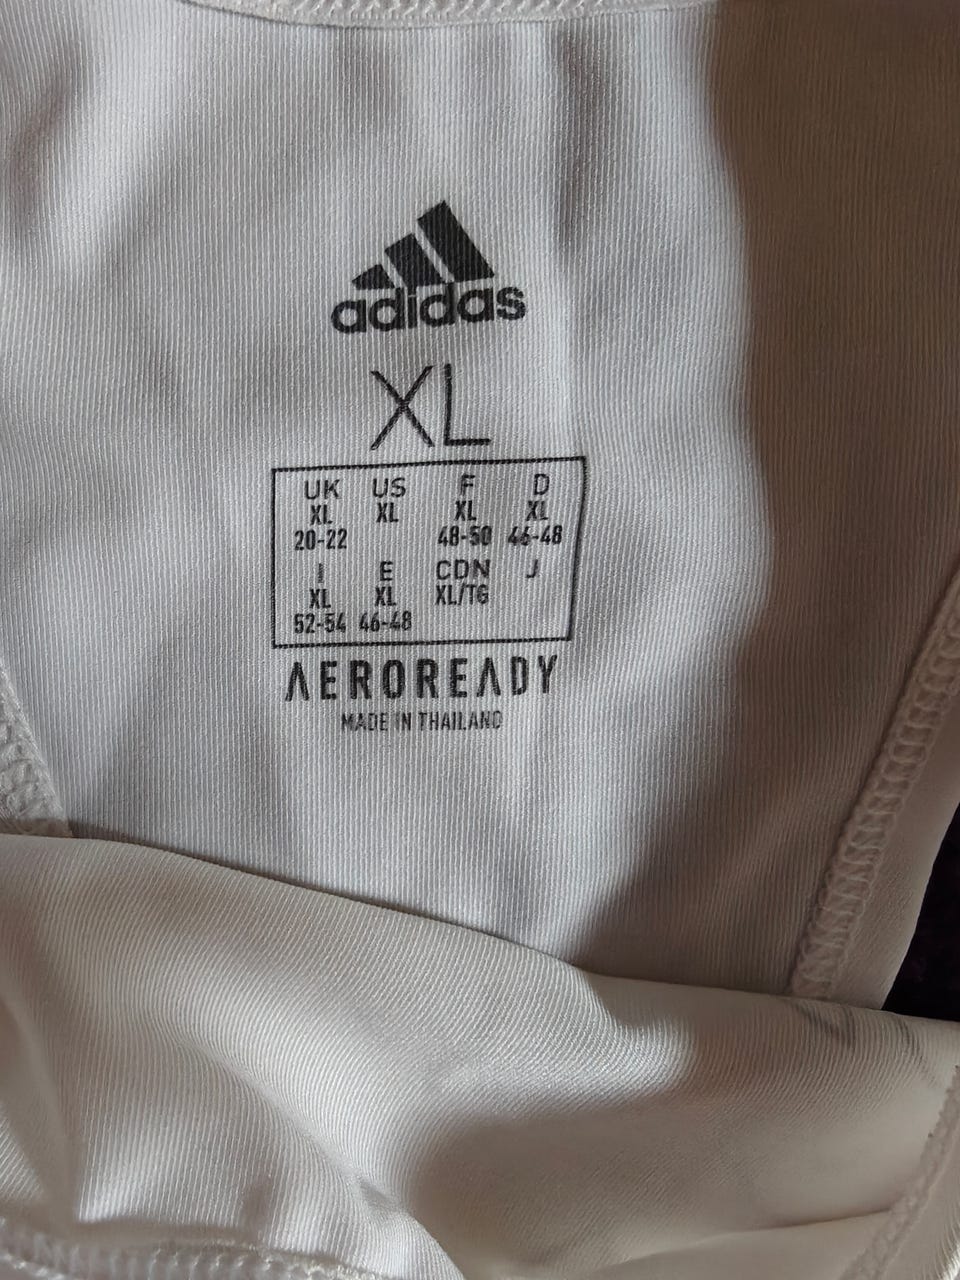 adidas
XL
UK US F D
XL XL XL XL
20-22 48-50 46-48
I E CDN J
XL XL XL/TG
52-54 46-48
AEROREADY
MADE IN THAILAND